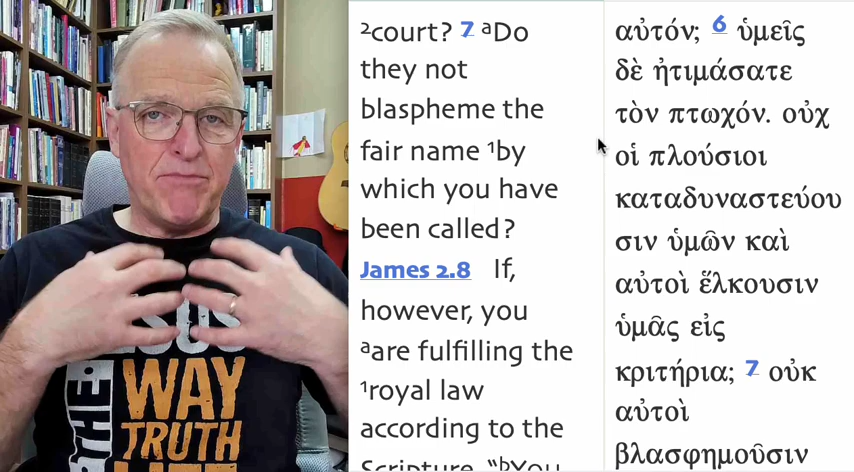 ²court? 7 ᵃDo
they not
blaspheme the
fair name ¹by
which you have
been called?
James 2.8 If,
however, you
ᵃare fulfilling the
¹royal law
according to the
Scripture, “ᵇYou
αὐτόν; 6 ὑμεῖς
δὲ ἠτιμάσατε
τὸν πτωχόν. οὐχ
οἱ πλούσιοι
καταδυναστεύου
σιν ὑμῶν καὶ
αὐτοὶ ἕλκουσιν
ὑμᾶς εἰς
κριτήρια; 7 οὐκ
αὐτοὶ
βλασφημοῦσιν
THE
WAY
TRUTH